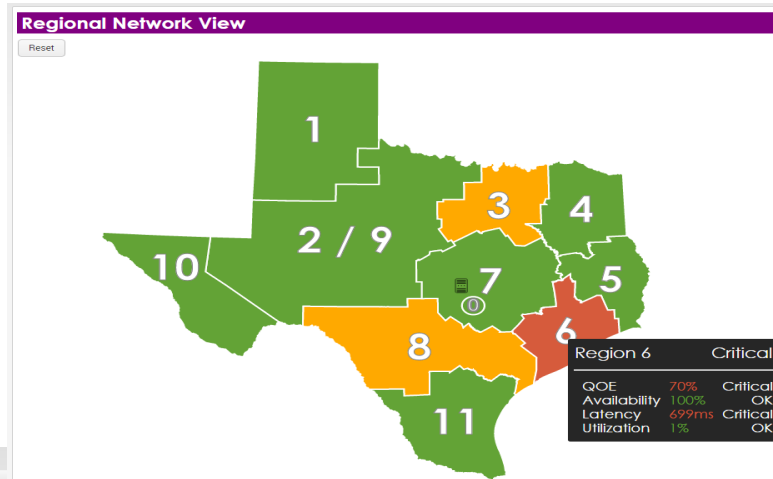 Regional Network View
Reset
1
3
4
2 / 9
10
7
5
0
6
8
Region 6 Critical
QOE 70% Critical
Availability 100% OK
Latency 699ms Critical
Utilization 1% OK
11